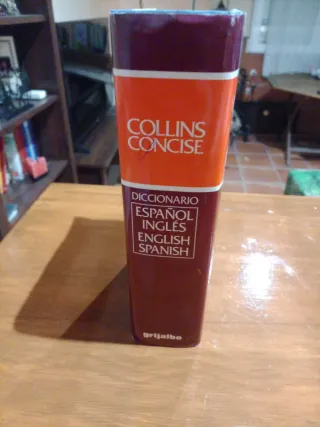 COLLINS
CONCISE
DICCIONARIO
ESPAÑOL
INGLÉS
ENGLISH
SPANISH
grijalbo